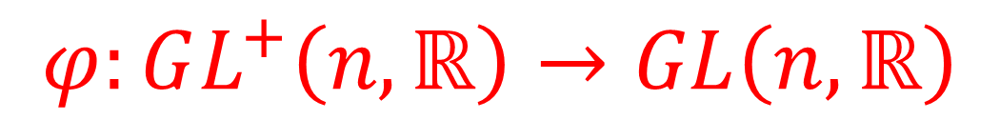 φ: GL⁺(n, ℝ) → GL(n, ℝ)